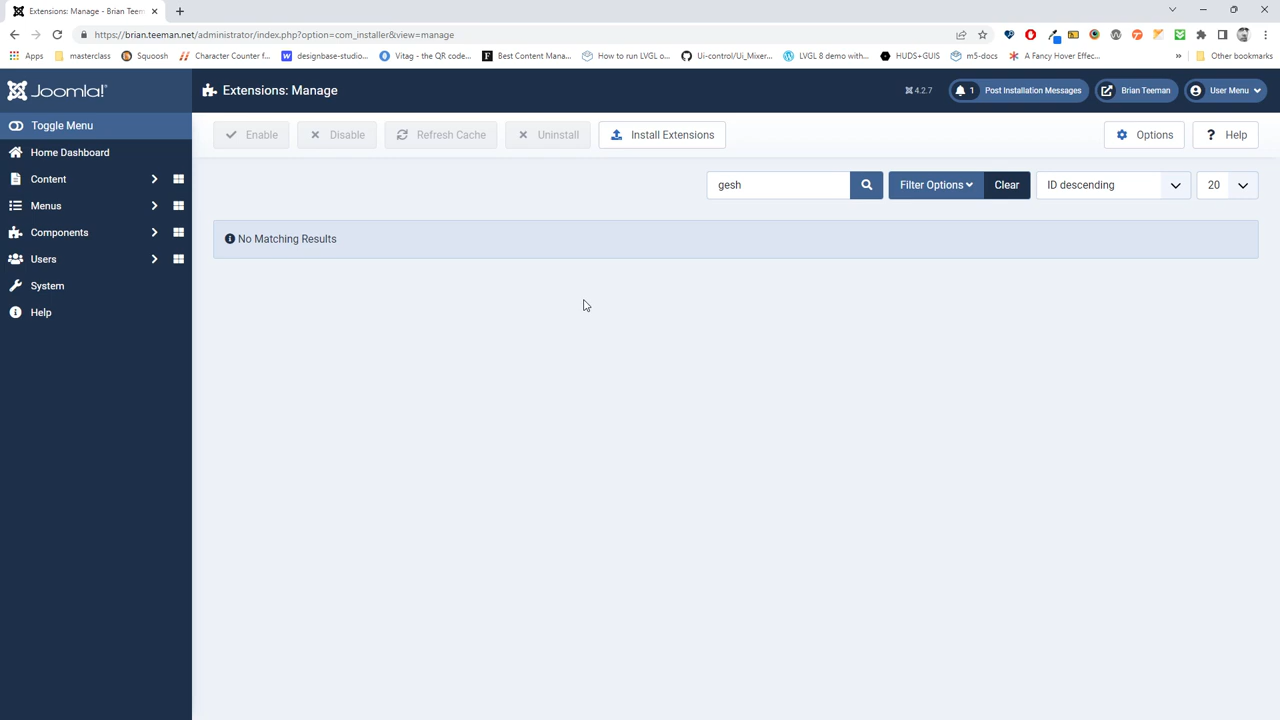 Extensions: Manage - Brian Teem
https://brian.teeman.net/administrator/index.php?option=com_installer&view=manage
Apps
masterclass
Squoosh
Character Counter f...
designbase-studio...
Vitag - the QR code...
Best Content Mana...
How to run LVGL o...
Ui-control/Ui_Mixer...
LVGL 8 demo with...
HUDS+GUIS
m5-docs
A Fancy Hover Effec...
»
Other bookmarks
Joomla!
Extensions: Manage
4.2.7
1 Post Installation Messages
Brian Teeman
User Menu
Toggle Menu
Home Dashboard
Content
Menus
Components
Users
System
Help
Enable
Disable
Refresh Cache
Uninstall
Install Extensions
Options
? Help
gesh
Filter Options
Clear
ID descending
20
No Matching Results